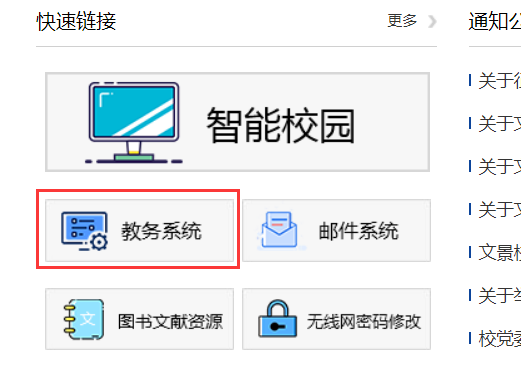 快速链接
更多
智能校园
教务系统
邮件系统
图书文献资源
无线网密码修改
文
通知
关于
关于
关于
关于
文景
关于
校党